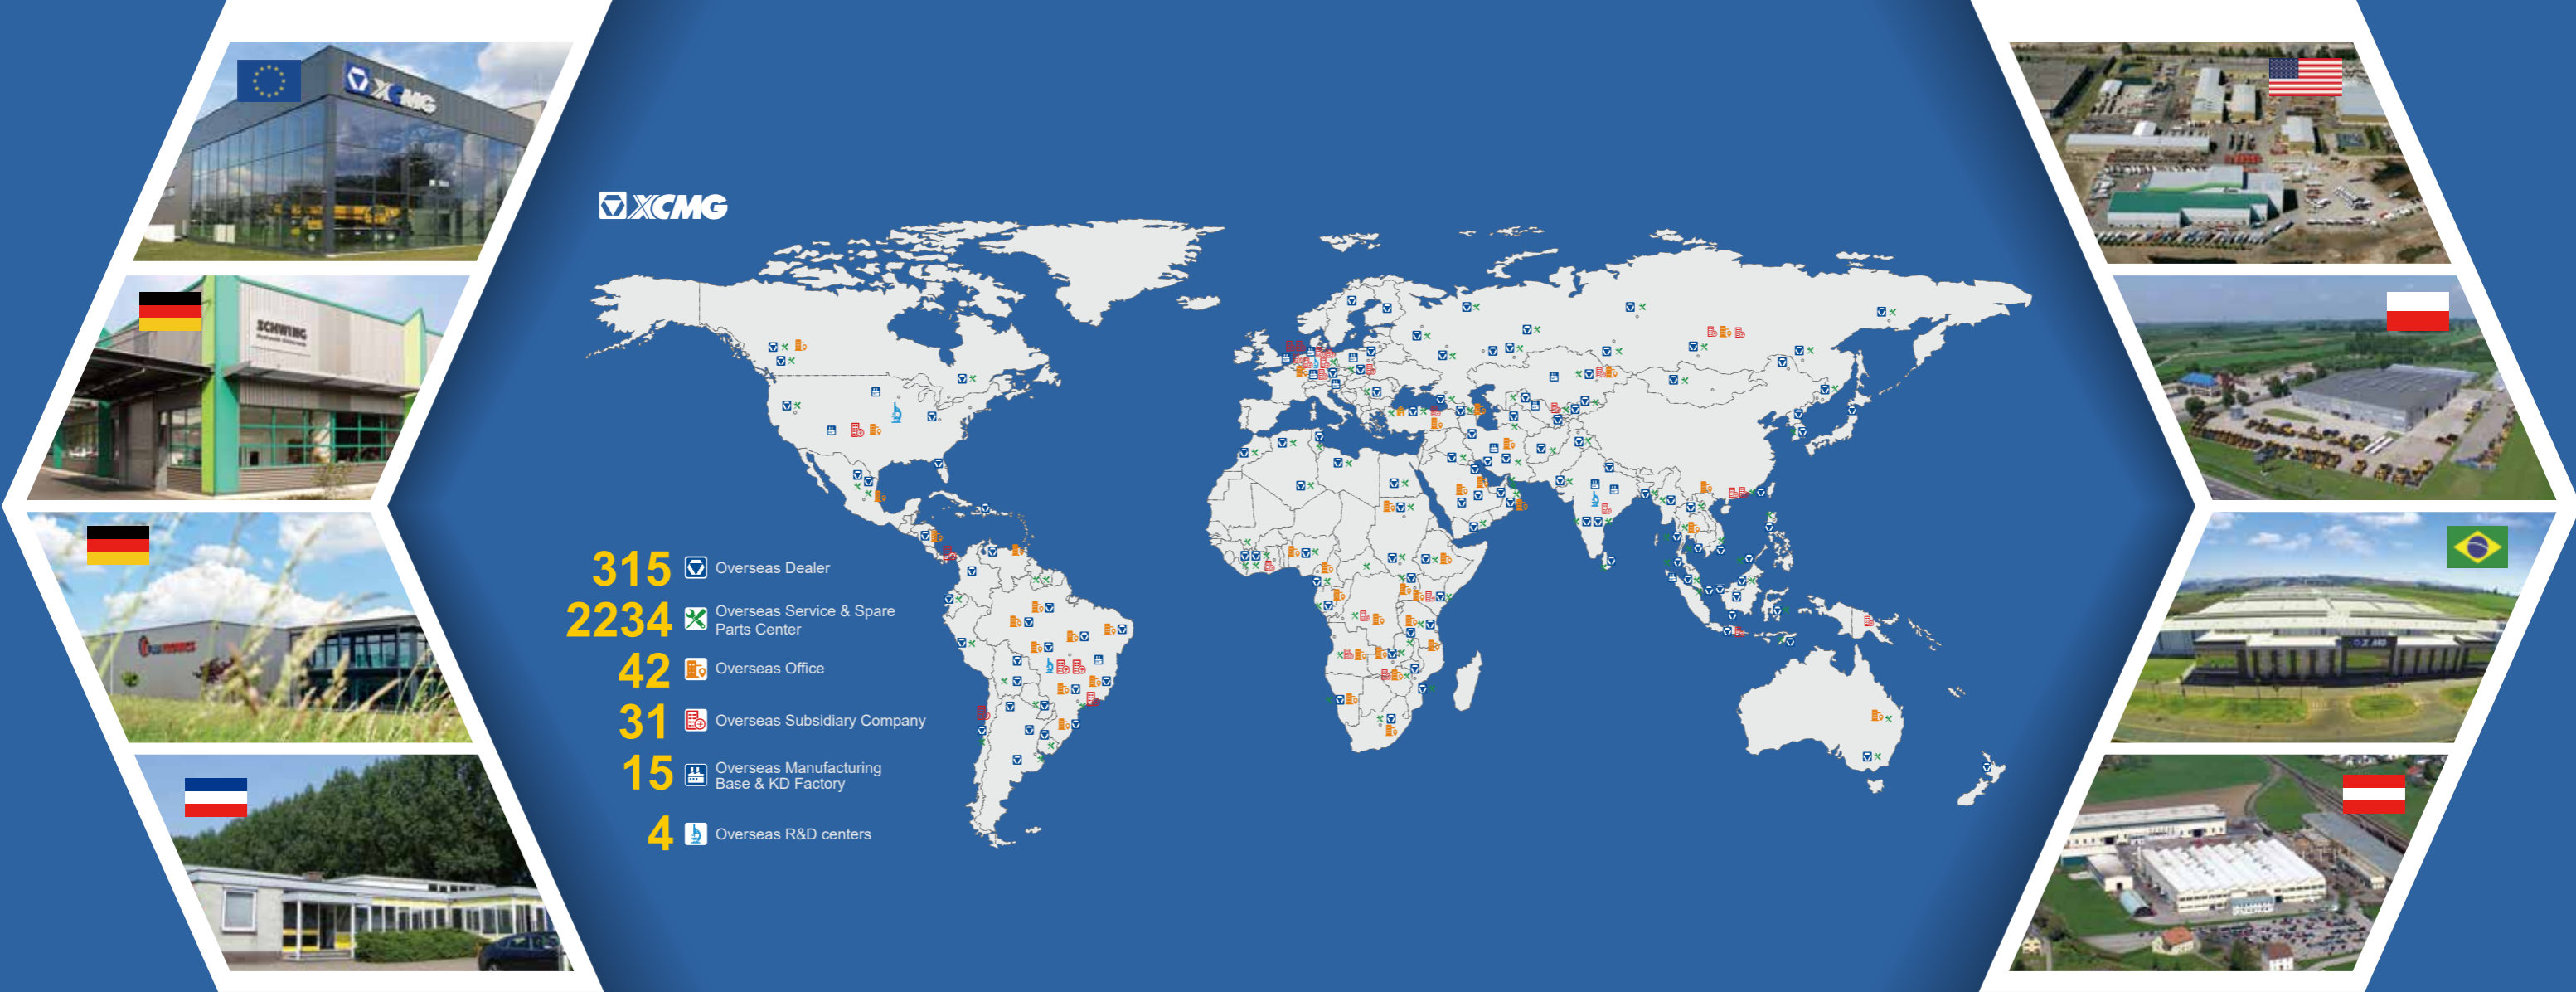 XCMG
SCHWING
XCMG
315 Overseas Dealer
2234 Overseas Service & Spare
Parts Center
42 Overseas Office
31 Overseas Subsidiary Company
15 Overseas Manufacturing
Base & KD Factory
4 Overseas R&D centers